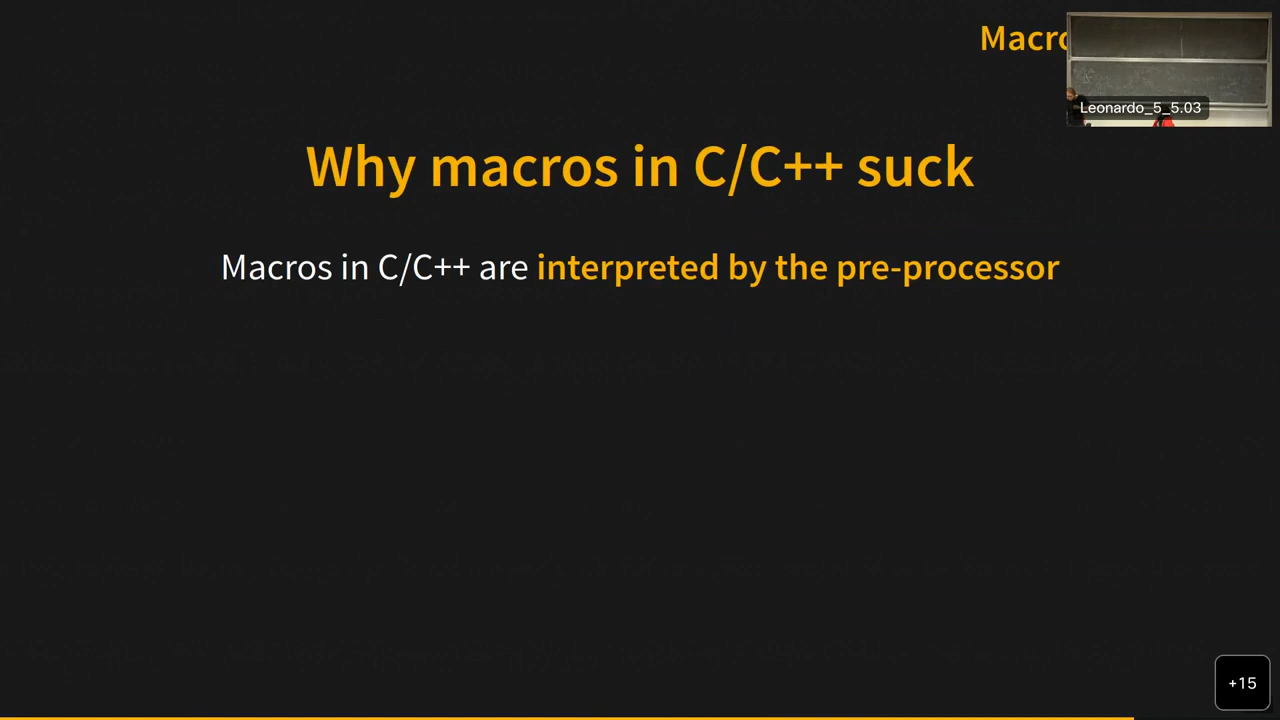 Macro
Leonardo_5_5.03
Why macros in C/C++ suck
Macros in C/C++ are interpreted by the pre-processor
+15